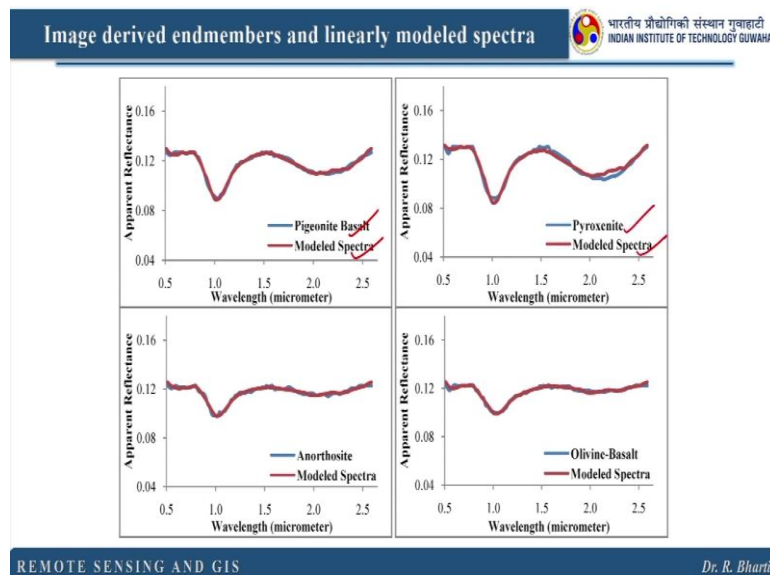 Image derived endmembers and linearly modeled spectra
भारतीय प्रौद्योगिकी संस्थान गुवाहाटी
INDIAN INSTITUTE OF TECHNOLOGY GUWAHA
Apparent Reflectance
0.16
0.12
0.08
0.04
Pigeonite Basalt
Modeled Spectra
0.5 1.0 1.5 2.0 2.5
Wavelength (micrometer)
Apparent Reflectance
0.16
0.12
0.08
0.04
Pyroxenite
Modeled Spectra
0.5 1.0 1.5 2.0 2.5
Wavelength (micrometer)
Apparent Reflectance
0.16
0.12
0.08
0.04
Anorthosite
Modeled Spectra
0.5 1.0 1.5 2.0 2.5
Wavelength (micrometer)
Apparent Reflectance
0.16
0.12
0.08
0.04
Olivine-Basalt
Modeled Spectra
0.5 1.0 1.5 2.0 2.5
Wavelength (micrometer)
REMOTE SENSING AND GIS
Dr. R. Bharti